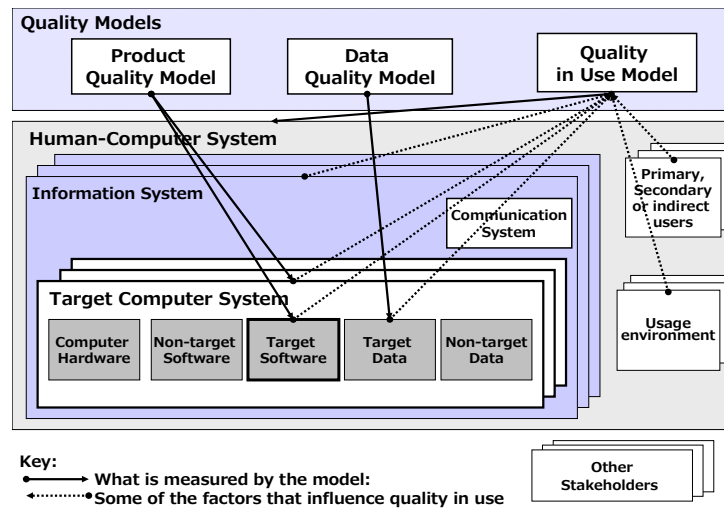 Quality Models
Product
Quality Model
Data
Quality Model
Quality
in Use Model
Human-Computer System
Information System
Communication
System
Primary,
Secondary
or indirect
users
Target Computer System
Computer
Hardware
Non-target
Software
Target
Software
Target
Data
Non-target
Data
Usage
environment
Key:
What is measured by the model:
Some of the factors that influence quality in use
Other
Stakeholders